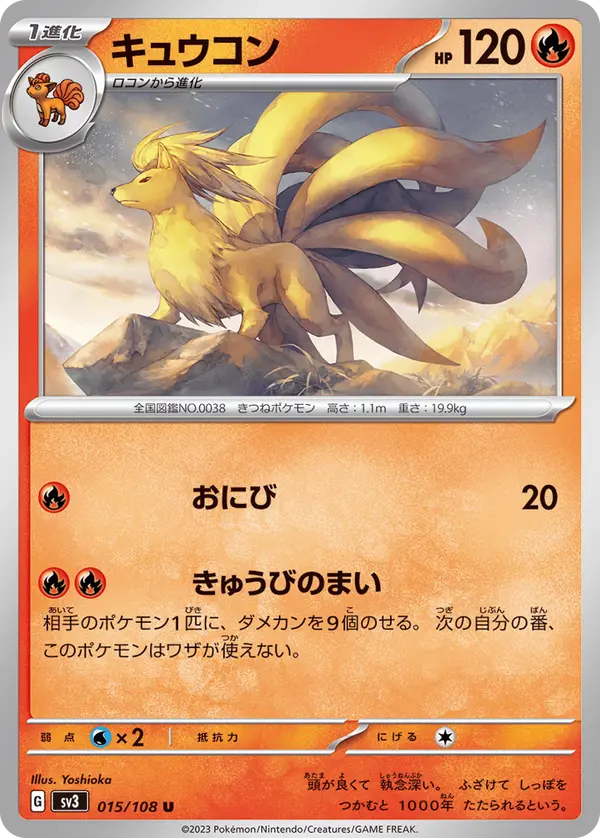 1進化
キュウコン
HP 120
ロコンから進化
全国図鑑NO.0038 きつねポケモン 高さ:1.1m 重さ:19.9kg
おにび 20
きゅうびのまい
相手のポケモン1匹に、ダメカンを9個のせる。次の自分の番、
このポケモンはワザが使えない。
弱点 ×2 抵抗力 にげる
Illus. Yoshioka
頭が良くて 執念深い。 ふざけて しっぽを
つかむと 1000年 たたられるという。
G sv3 015/108 U
©2023 Pokémon/Nintendo/Creatures/GAME FREAK.